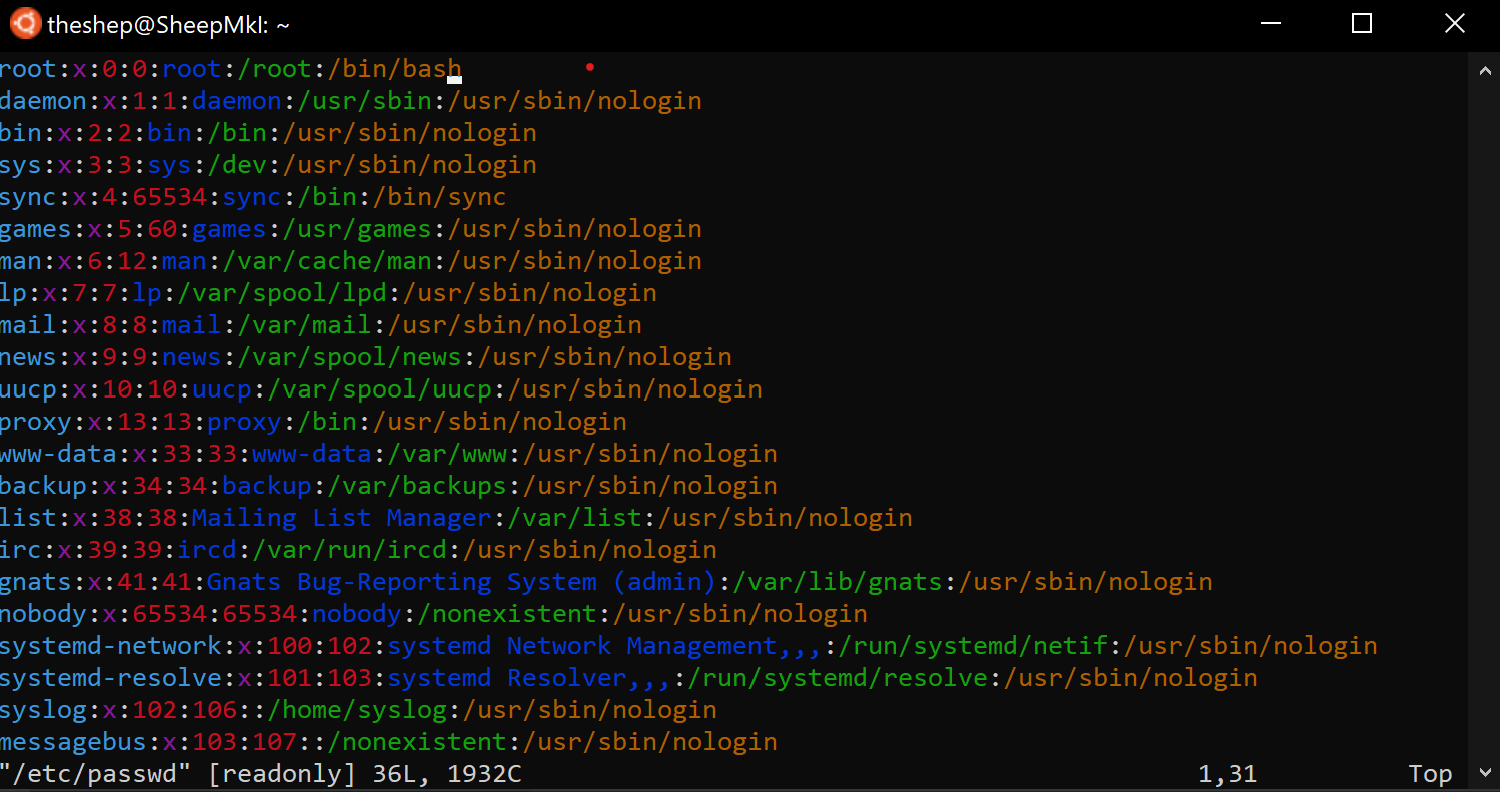 theshep@SheepMkl: ~
root:x:0:0:root:/root:/bin/bash
daemon:x:1:1:daemon:/usr/sbin:/usr/sbin/nologin
bin:x:2:2:bin:/bin:/usr/sbin/nologin
sys:x:3:3:sys:/dev:/usr/sbin/nologin
sync:x:4:65534:sync:/bin:/bin/sync
games:x:5:60:games:/usr/games:/usr/sbin/nologin
man:x:6:12:man:/var/cache/man:/usr/sbin/nologin
lp:x:7:7:lp:/var/spool/lpd:/usr/sbin/nologin
mail:x:8:8:mail:/var/mail:/usr/sbin/nologin
news:x:9:9:news:/var/spool/news:/usr/sbin/nologin
uucp:x:10:10:uucp:/var/spool/uucp:/usr/sbin/nologin
proxy:x:13:13:proxy:/bin:/usr/sbin/nologin
www-data:x:33:33:www-data:/var/www:/usr/sbin/nologin
backup:x:34:34:backup:/var/backups:/usr/sbin/nologin
list:x:38:38:Mailing List Manager:/var/list:/usr/sbin/nologin
irc:x:39:39:ircd:/var/run/ircd:/usr/sbin/nologin
gnats:x:41:41:Gnats Bug-Reporting System (admin):/var/lib/gnats:/usr/sbin/nologin
nobody:x:65534:65534:nobody:/nonexistent:/usr/sbin/nologin
systemd-network:x:100:102:systemd Network Management,,,:/run/systemd/netif:/usr/sbin/nologin
systemd-resolve:x:101:103:systemd Resolver,,,:/run/systemd/resolve:/usr/sbin/nologin
syslog:x:102:106::/home/syslog:/usr/sbin/nologin
messagebus:x:103:107::/nonexistent:/usr/sbin/nologin
"/etc/passwd" [readonly] 36L, 1932C 1,31 Top